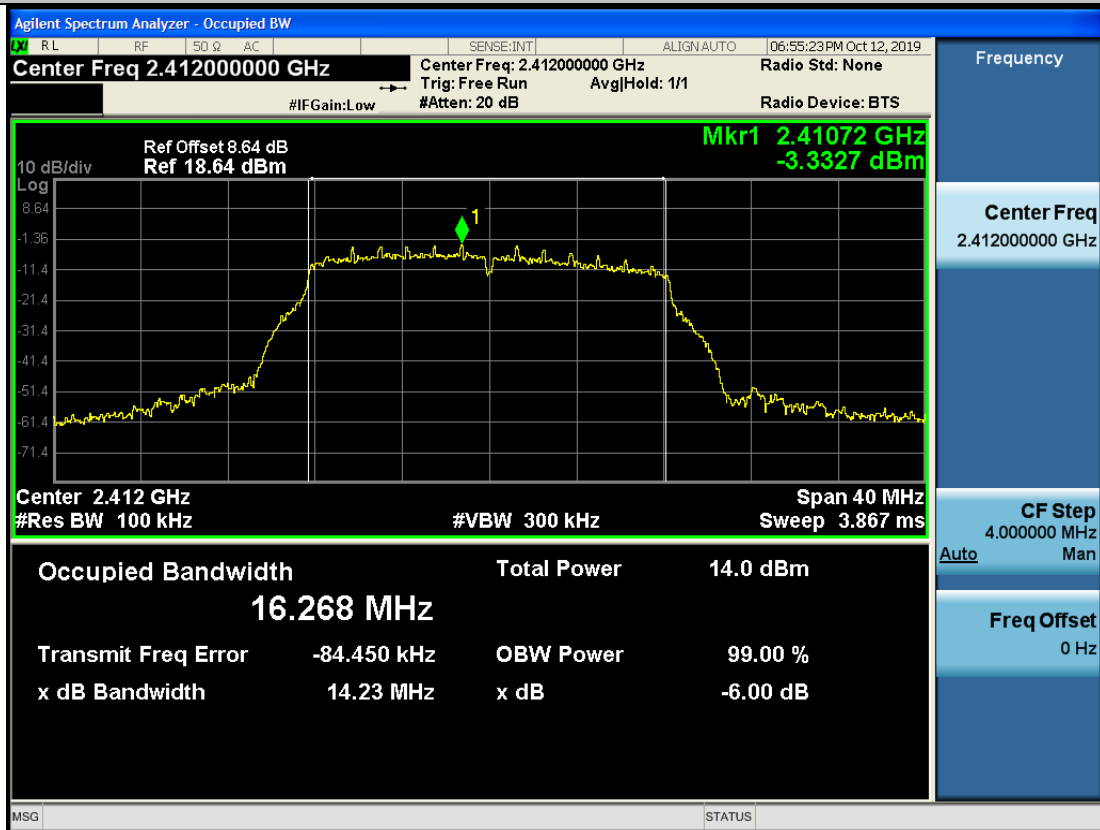 Agilent Spectrum Analyzer - Occupied BW
LXI RL RF 50 Ω AC SENSE:INT ALIGN AUTO 06:55:23 PM Oct 12, 2019
Center Freq 2.412000000 GHz Center Freq: 2.412000000 GHz Radio Std: None
Trig: Free Run Avg|Hold: 1/1
#IFGain:Low #Atten: 20 dB Radio Device: BTS
Mkr1 2.41072 GHz
-3.3327 dBm
Ref Offset 8.64 dB
10 dB/div Ref 18.64 dBm
Log
8.64
1
-1.36
-11.4
-21.4
-31.4
-41.4
-51.4
-61.4
-71.4
Center 2.412 GHz Span 40 MHz
#Res BW 100 kHz #VBW 300 kHz Sweep 3.867 ms
Occupied Bandwidth Total Power 14.0 dBm
16.268 MHz
Transmit Freq Error -84.450 kHz OBW Power 99.00 %
x dB Bandwidth 14.23 MHz x dB -6.00 dB
Frequency
Center Freq
2.412000000 GHz
CF Step
4.000000 MHz
Auto Man
Freq Offset
0 Hz
MSG STATUS